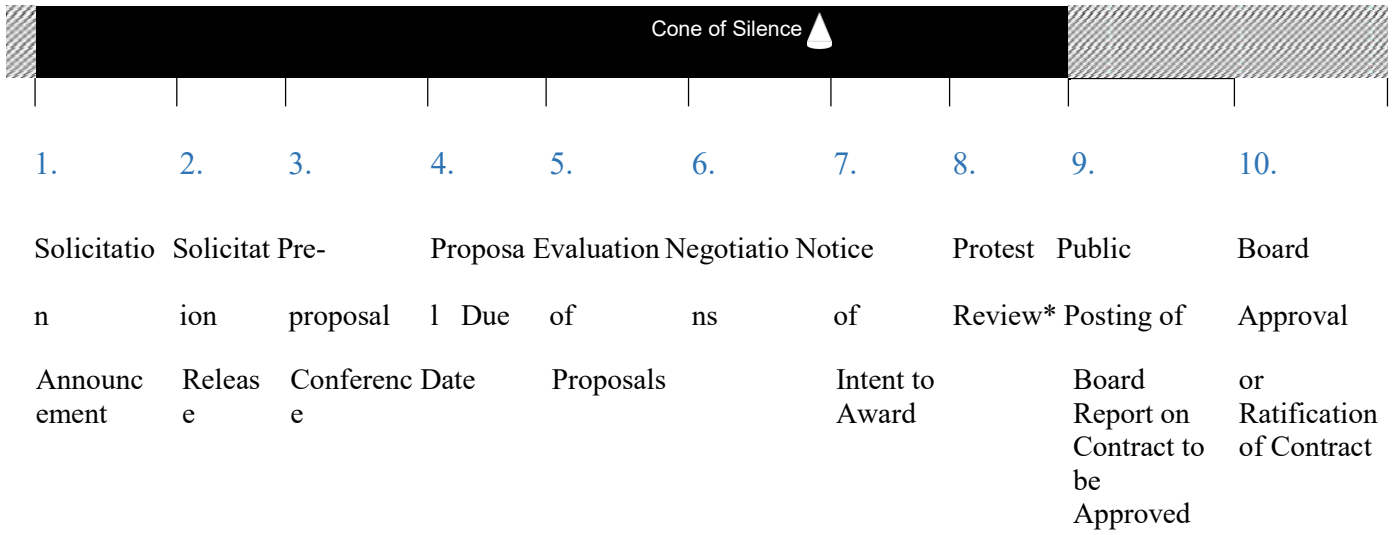 Cone of Silence
1. 2. 3. 4. 5. 6. 7. 8. 9. 10.
Solicitatio Solicitat Pre- Proposa Evaluation Negotiatio Notice Protest Public Board
n ion proposal l Due of ns of Review* Posting of Approval
Announc Releas Conferenc Date Proposals Intent to Board or
ement e e Award Report on Ratification
Contract to of Contract
be
Approved